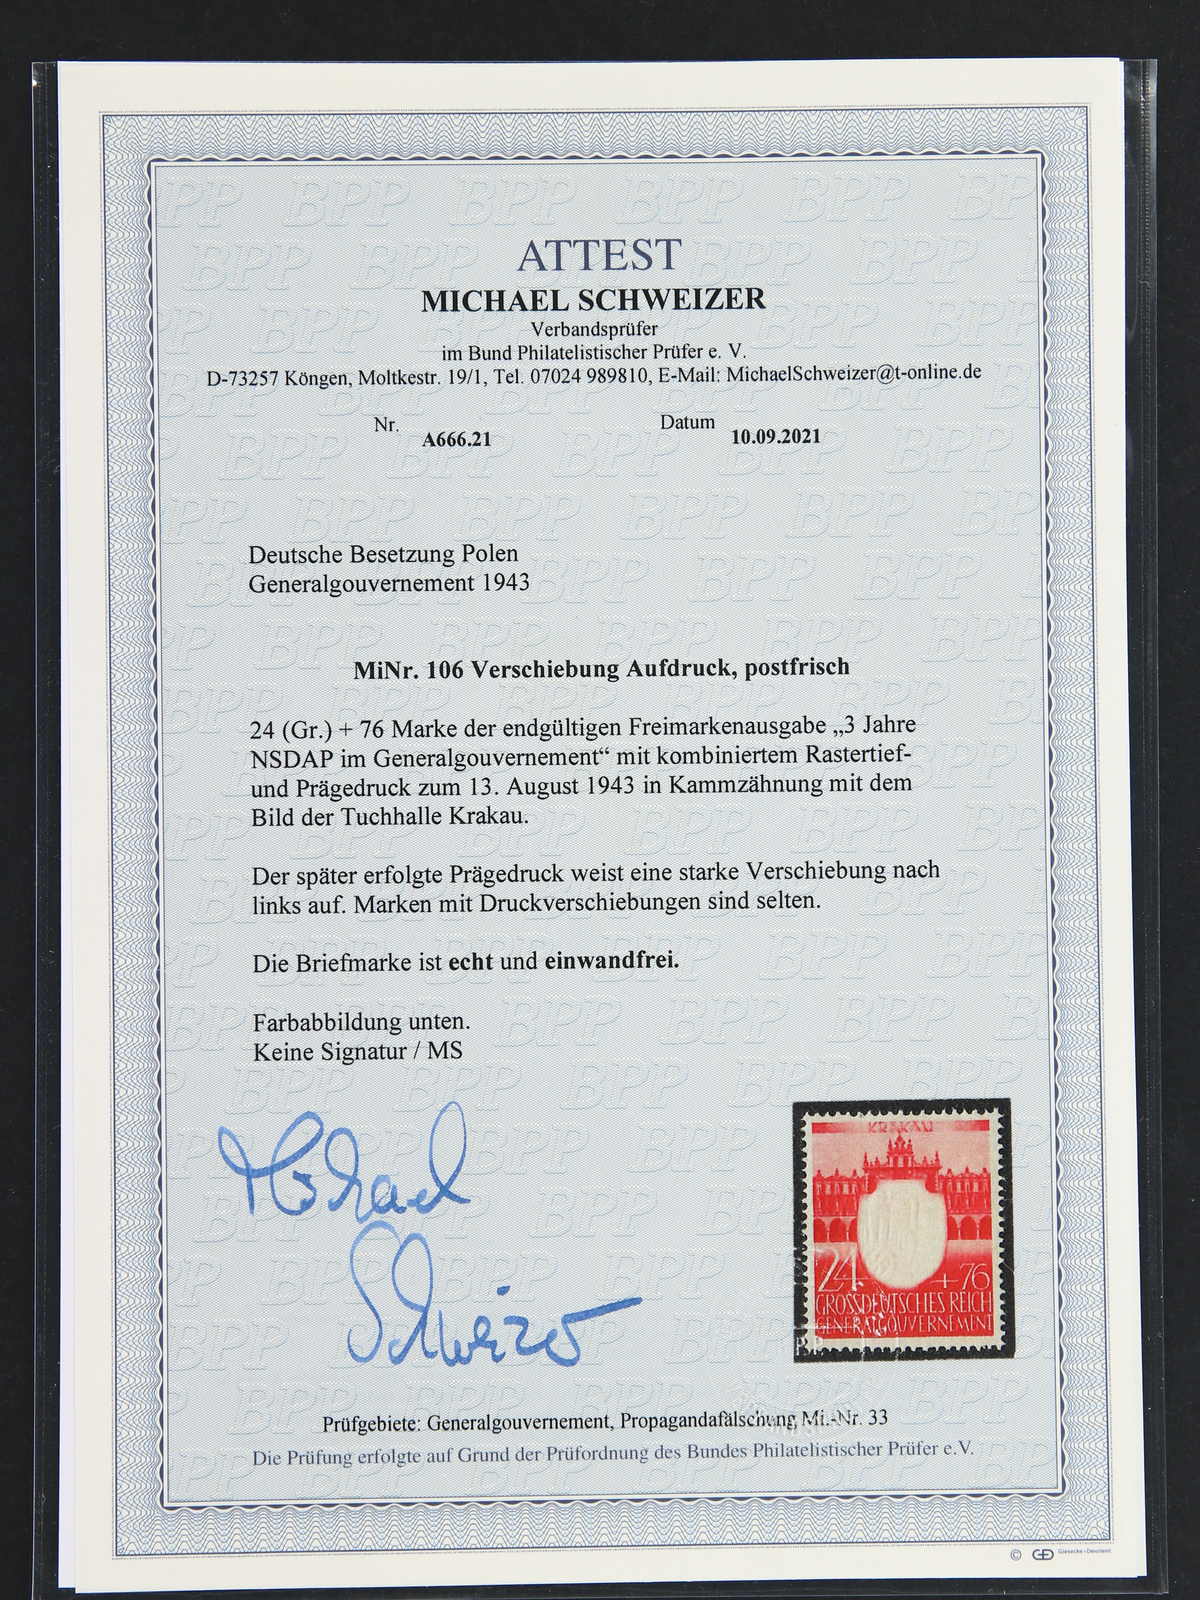 ATTEST
MICHAEL SCHWEIZER
Verbandsprüfer
im Bund Philatelistischer Prüfer e. V.
D-73257 Köngen, Moltkestr. 19/1, Tel. 07024 989810, E-Mail: MichaelSchweizer@t-online.de
Nr. A666.21 Datum 10.09.2021
Deutsche Besetzung Polen
Generalgouvernement 1943
MiNr. 106 Verschiebung Aufdruck, postfrisch
24 (Gr.) + 76 Marke der endgültigen Freimarkenausgabe „3 Jahre
NSDAP im Generalgouvernement“ mit kombiniertem Rastertief-
und Prägedruck zum 13. August 1943 in Kammzähnung mit dem
Bild der Tuchhalle Krakau.
Der später erfolgte Prägedruck weist eine starke Verschiebung nach
links auf. Marken mit Druckverschiebungen sind selten.
Die Briefmarke ist echt und einwandfrei.
Farbabbildung unten.
Keine Signatur / MS
Michael
Schweizer
KRAKAU
24 + 76
GROSSDEUTSCHES REICH
GENERALGOUVERNEMENT
Prüfgebiete: Generalgouvernement, Propagandafälschung Mi.-Nr. 33
Die Prüfung erfolgte auf Grund der Prüfordnung des Bundes Philatelistischer Prüfer e.V.
© Giesecke+Devrient